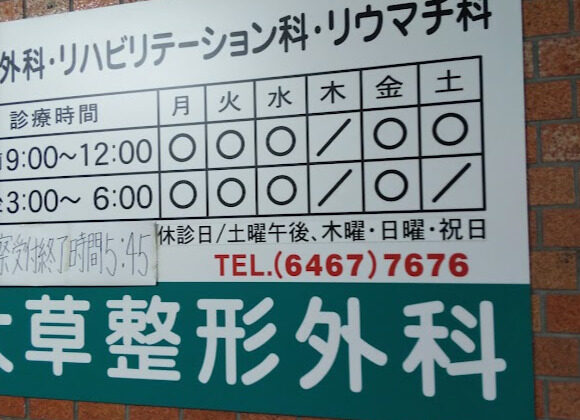 外科・リハビリテーション科・リウマチ科
診療時間 月 火 水 木 金 土
9:00～12:00 ○ ○ ○ ／ ○ ○
3:00～ 6:00 ○ ○ ○ ／ ○ ／
察受付終了時間5:45
休診日/土曜午後、木曜・日曜・祝日
TEL.(6467)7676
大草整形外科